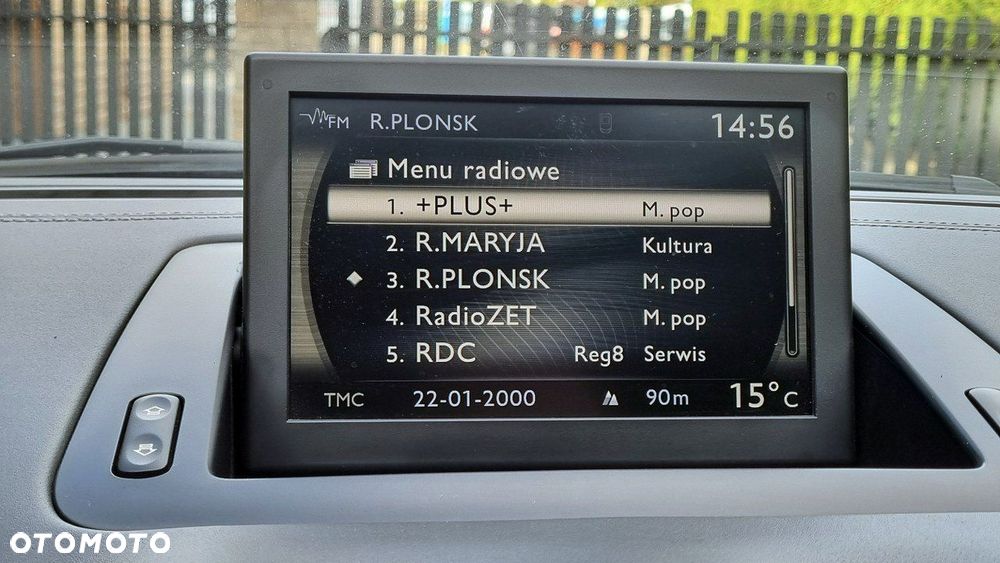 FM R.PLONSK 14:56
Menu radiowe
1. +PLUS+ M. pop
2. R.MARYJA Kultura
3. R.PLONSK M. pop
4. RadioZET M. pop
5. RDC Reg8 Serwis
TMC 22-01-2000 90m 15°C
OTOMOTO